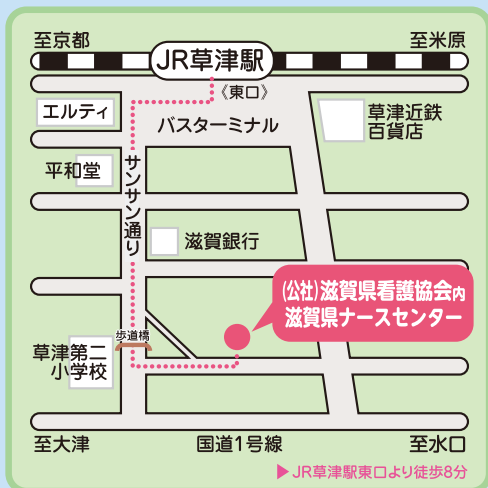 至京都
JR草津駅
至米原
《東口》
エルティ
バスターミナル
草津近鉄
百貨店
平和堂
サンサン通り
滋賀銀行
(公社)滋賀県看護協会内
滋賀県ナースセンター
歩道橋
草津第二
小学校
至大津
国道1号線
至水口
▶JR草津駅東口より徒歩8分